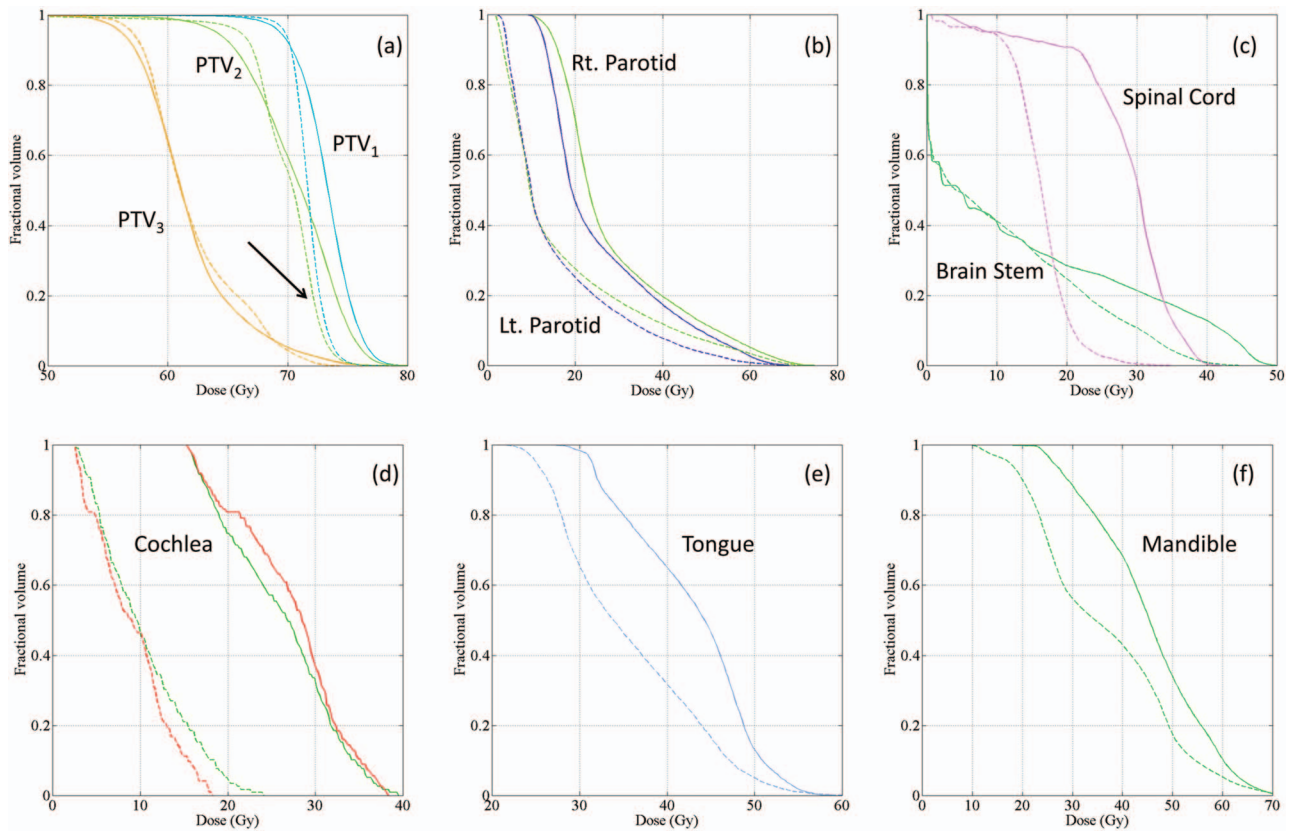 (a)
PTV2
PTV1
PTV3
Fractional volume
1
0.8
0.6
0.4
0.2
0
50
60
70
80
Dose (Gy)
(b)
Rt. Parotid
Lt. Parotid
Fractional volume
1
0.8
0.6
0.4
0.2
0
0
20
40
60
80
Dose (Gy)
(c)
Spinal Cord
Brain Stem
Fractional volume
1
0.8
0.6
0.4
0.2
0
0
10
20
30
40
50
Dose (Gy)
(d)
Cochlea
Fractional volume
1
0.8
0.6
0.4
0.2
0
0
10
20
30
40
Dose (Gy)
(e)
Tongue
Fractional volume
1
0.8
0.6
0.4
0.2
0
20
30
40
50
60
Dose (Gy)
(f)
Mandible
Fractional volume
1
0.8
0.6
0.4
0.2
0
0
10
20
30
40
50
60
70
Dose (Gy)